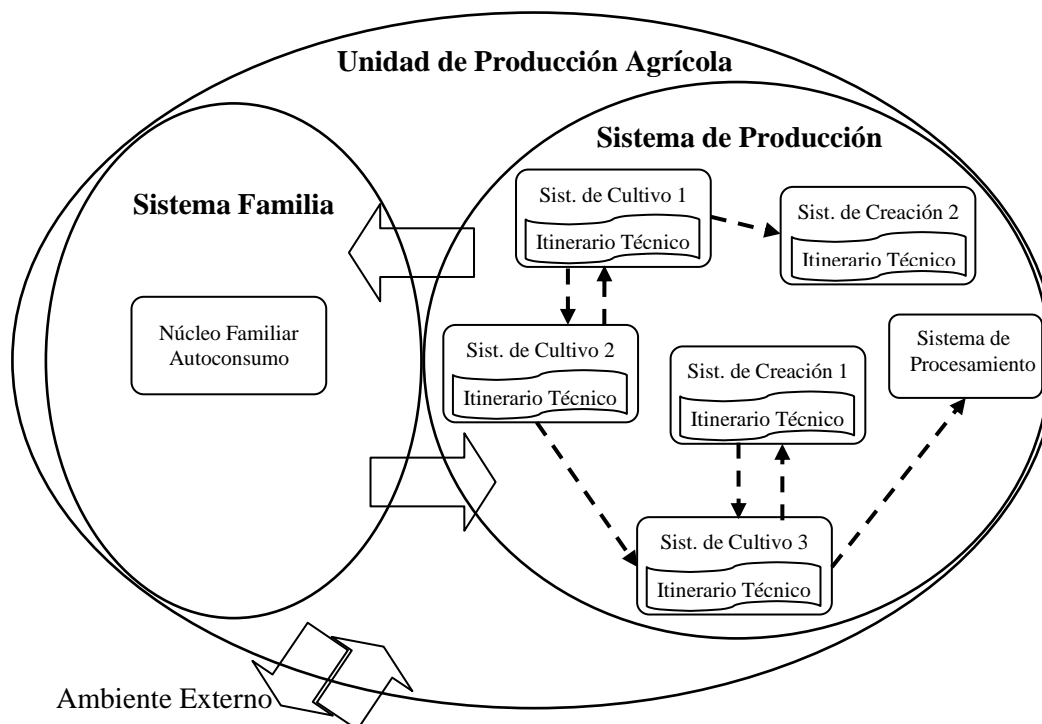 Unidad de Producción Agrícola
Sistema de Producción
Sistema Familia
Sist. de Cultivo 1
Itinerario Técnico
Sist. de Creación 2
Itinerario Técnico
Núcleo Familiar
Autoconsumo
Sist. de Cultivo 2
Itinerario Técnico
Sist. de Creación 1
Itinerario Técnico
Sistema de
Procesamiento
Sist. de Cultivo 3
Itinerario Técnico
Ambiente Externo